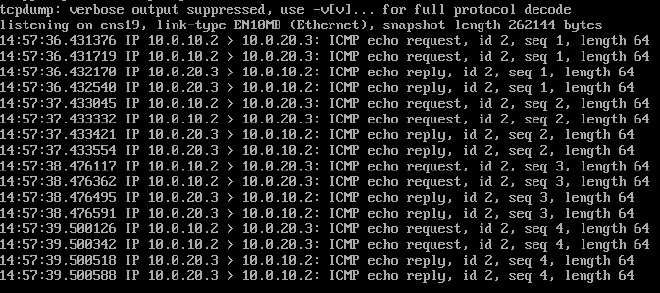 tcpdump: verbose output suppressed, use -v[v]... for full protocol decode
listening on ens19, link-type EN10MB (Ethernet), snapshot length 262144 bytes
14:57:36.431376 IP 10.0.10.2 > 10.0.20.3: ICMP echo request, id 2, seq 1, length 64
14:57:36.431719 IP 10.0.10.2 > 10.0.20.3: ICMP echo request, id 2, seq 1, length 64
14:57:36.432170 IP 10.0.20.3 > 10.0.10.2: ICMP echo reply, id 2, seq 1, length 64
14:57:36.432540 IP 10.0.20.3 > 10.0.10.2: ICMP echo reply, id 2, seq 1, length 64
14:57:37.433045 IP 10.0.10.2 > 10.0.20.3: ICMP echo request, id 2, seq 2, length 64
14:57:37.433332 IP 10.0.10.2 > 10.0.20.3: ICMP echo request, id 2, seq 2, length 64
14:57:37.433421 IP 10.0.20.3 > 10.0.10.2: ICMP echo reply, id 2, seq 2, length 64
14:57:37.433554 IP 10.0.20.3 > 10.0.10.2: ICMP echo reply, id 2, seq 2, length 64
14:57:38.476117 IP 10.0.10.2 > 10.0.20.3: ICMP echo request, id 2, seq 3, length 64
14:57:38.476362 IP 10.0.10.2 > 10.0.20.3: ICMP echo request, id 2, seq 3, length 64
14:57:38.476495 IP 10.0.20.3 > 10.0.10.2: ICMP echo reply, id 2, seq 3, length 64
14:57:38.476591 IP 10.0.20.3 > 10.0.10.2: ICMP echo reply, id 2, seq 3, length 64
14:57:39.500126 IP 10.0.10.2 > 10.0.20.3: ICMP echo request, id 2, seq 4, length 64
14:57:39.500342 IP 10.0.10.2 > 10.0.20.3: ICMP echo request, id 2, seq 4, length 64
14:57:39.500518 IP 10.0.20.3 > 10.0.10.2: ICMP echo reply, id 2, seq 4, length 64
14:57:39.500588 IP 10.0.20.3 > 10.0.10.2: ICMP echo reply, id 2, seq 4, length 64